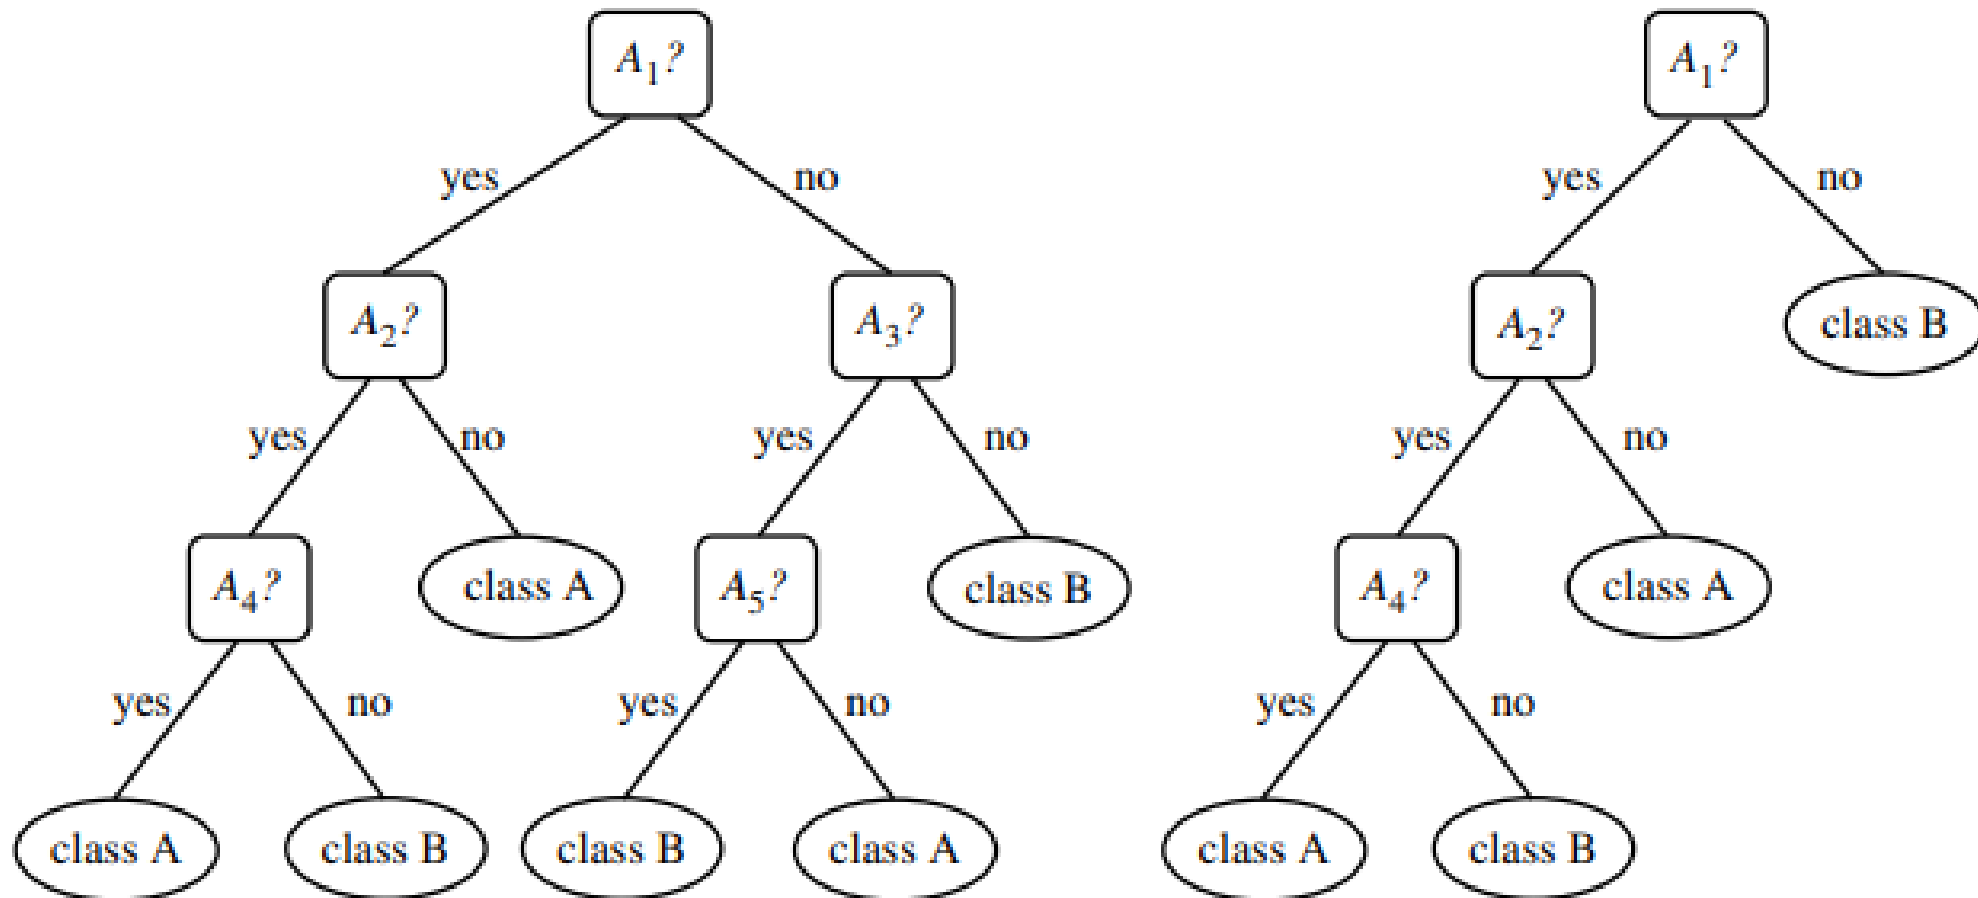 A₁?
A₁?
yes
no
yes
no
A₂?
A₃?
A₂?
class B
yes
no
yes
no
yes
no
A₄?
class A
A₅?
class B
A₄?
class A
yes
no
yes
no
yes
no
class A
class B
class B
class A
class A
class B